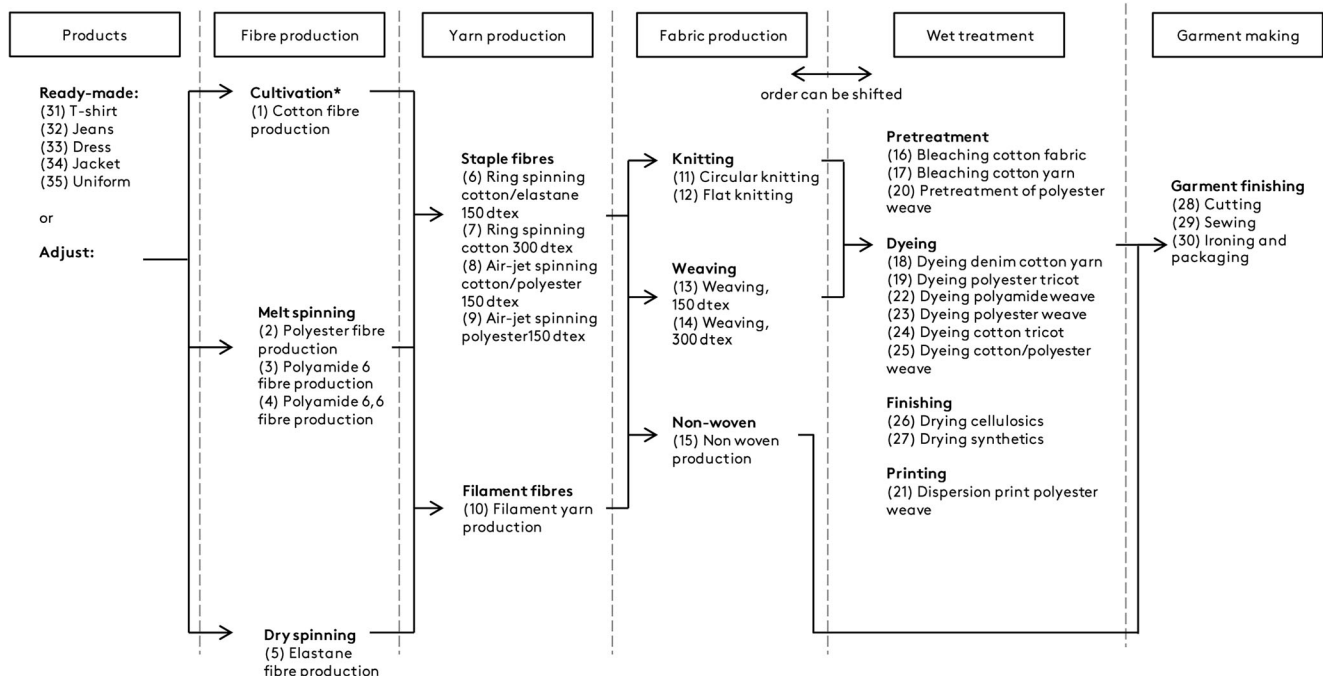 Products
Fibre production
Yarn production
Fabric production
Wet treatment
Garment making
order can be shifted
Ready-made:
(31) T-shirt
(32) Jeans
(33) Dress
(34) Jacket
(35) Uniform
or
Adjust:
Cultivation*
(1) Cotton fibre
production
Melt spinning
(2) Polyester fibre
production
(3) Polyamide 6
fibre production
(4) Polyamide 6,6
fibre production
Dry spinning
(5) Elastane
fibre production
Staple fibres
(6) Ring spinning
cotton/elastane
150 dtex
(7) Ring spinning
cotton 300 dtex
(8) Air-jet spinning
cotton/polyester
150 dtex
(9) Air-jet spinning
polyester150 dtex
Filament fibres
(10) Filament yarn
production
Knitting
(11) Circular knitting
(12) Flat knitting
Weaving
(13) Weaving,
150 dtex
(14) Weaving,
300 dtex
Non-woven
(15) Non woven
production
Pretreatment
(16) Bleaching cotton fabric
(17) Bleaching cotton yarn
(20) Pretreatment of polyester
weave
Dyeing
(18) Dyeing denim cotton yarn
(19) Dyeing polyester tricot
(22) Dyeing polyamide weave
(23) Dyeing polyester weave
(24) Dyeing cotton tricot
(25) Dyeing cotton/polyester
weave
Finishing
(26) Drying cellulosics
(27) Drying synthetics
Printing
(21) Dispersion print polyester
weave
Garment finishing
(28) Cutting
(29) Sewing
(30) Ironing and
packaging